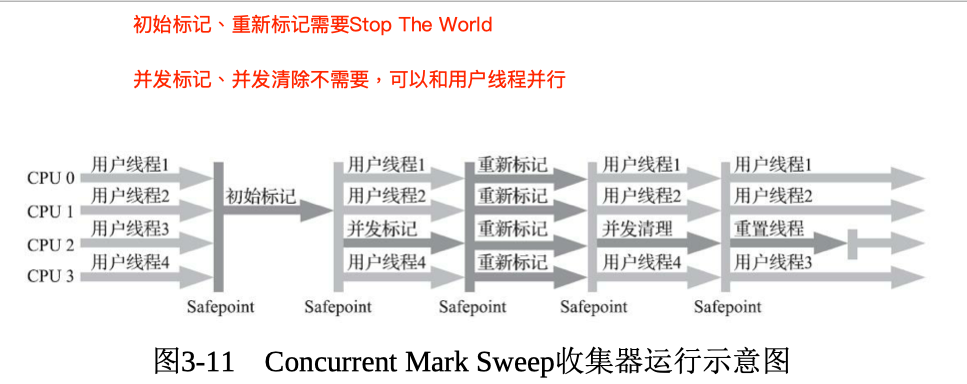 初始标记、重新标记需要Stop The World
并发标记、并发清除不需要，可以和用户线程并行
CPU 0 用户线程1 用户线程1 重新标记 用户线程1 用户线程1
初始标记
CPU 1 用户线程2 用户线程2 重新标记 用户线程2 用户线程2
CPU 2 用户线程3 并发标记 重新标记 并发清理 重置线程
CPU 3 用户线程4 用户线程4 重新标记 用户线程4 用户线程3
Safepoint Safepoint Safepoint Safepoint Safepoint
图3-11 Concurrent Mark Sweep收集器运行示意图